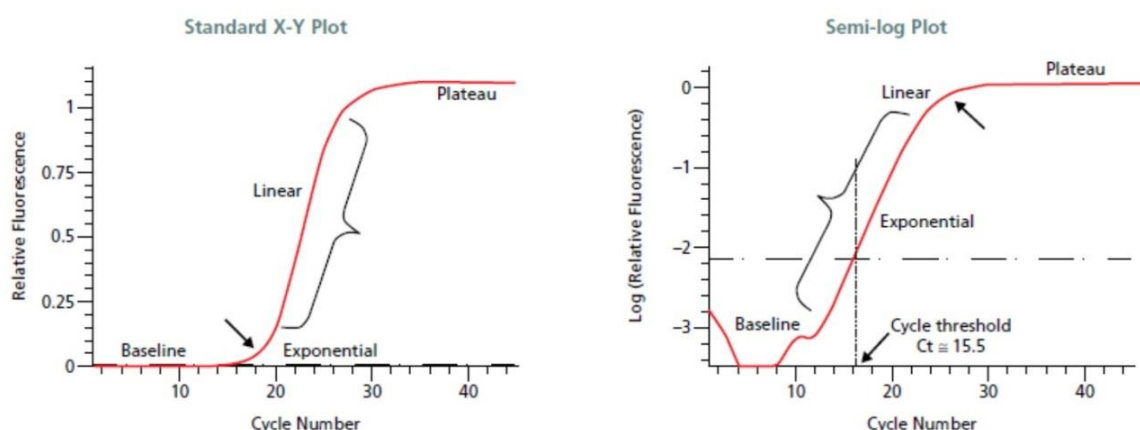 Standard X-Y Plot
Relative Fluorescence
1
0.75
0.5
0.25
0
Plateau
Linear
Baseline
Exponential
10
20
30
40
Cycle Number
Semi-log Plot
Log (Relative Fluorescence)
0
−1
−2
−3
Plateau
Linear
Exponential
Baseline
Cycle threshold
Ct ≅ 15.5
10
20
30
40
Cycle Number